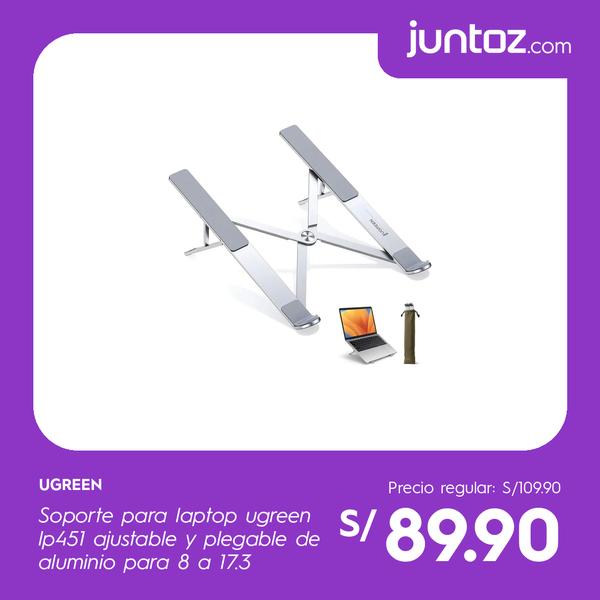 juntoz.com
UGREEN
UGREEN
Soporte para laptop ugreen
lp451 ajustable y plegable de
aluminio para 8 a 17.3
Precio regular: S/109.90
S/ 89.90